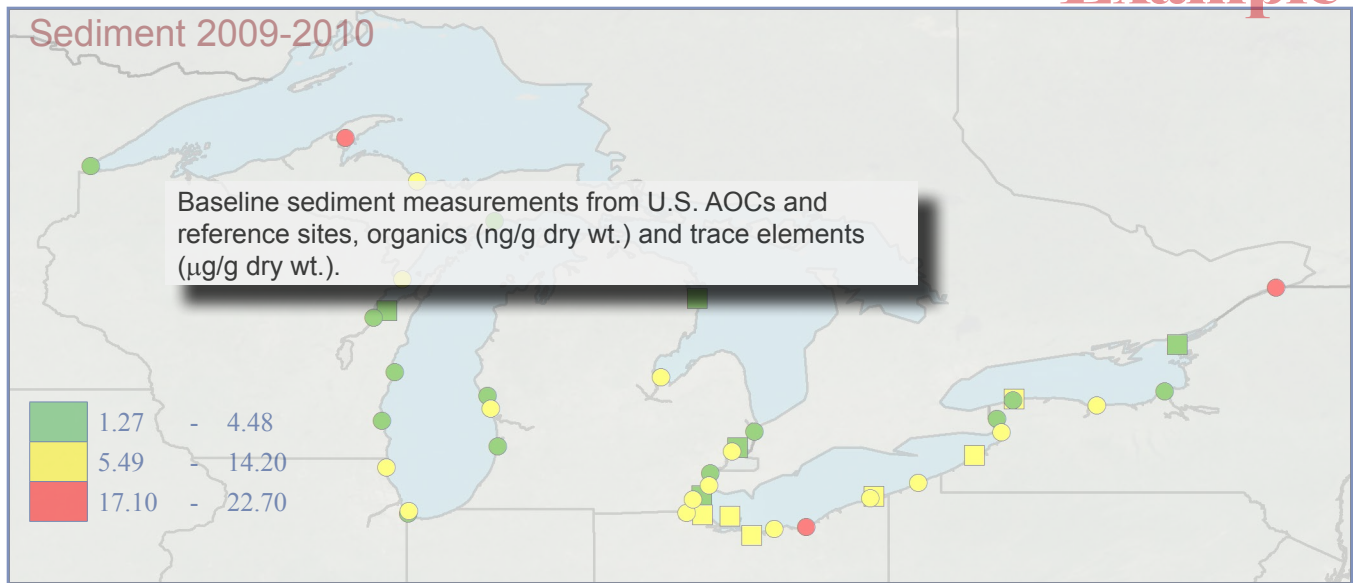 Example
Sediment 2009-2010
Baseline sediment measurements from U.S. AOCs and
reference sites, organics (ng/g dry wt.) and trace elements
(μg/g dry wt.).
1.27 - 4.48
5.49 - 14.20
17.10 - 22.70